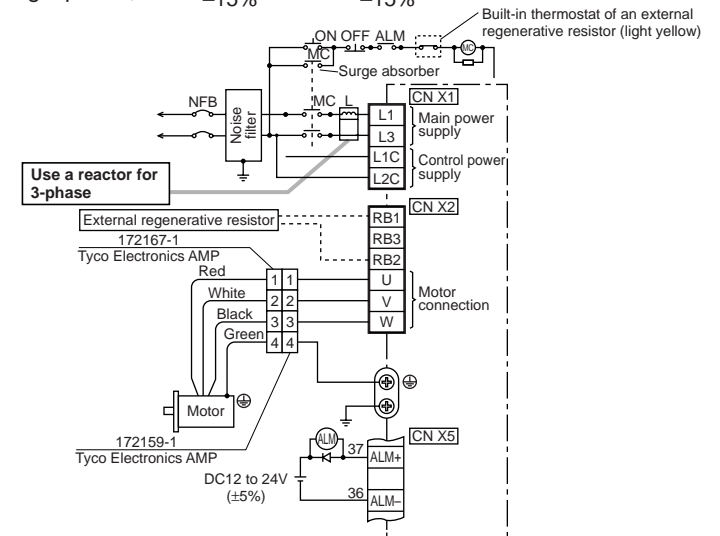 ±15%
±15%
Built-in thermostat of an external
regenerative resistor (light yellow)
ON OFF ALM
MC
MC
Surge absorber
CN X1
NFB
Noise
filter
MC L
L1
L3
L1C
L2C
Main power
supply
Control power
supply
Use a reactor for
3-phase
CN X2
External regenerative resistor
RB1
RB3
RB2
U
V
W
172167-1
Tyco Electronics AMP
Red
White
Black
Green
1 1
2 2
3 3
4 4
Motor
connection
Motor
172159-1
Tyco Electronics AMP
CN X5
ALM
37
ALM+
DC12 to 24V
(±5%)
36
ALM–